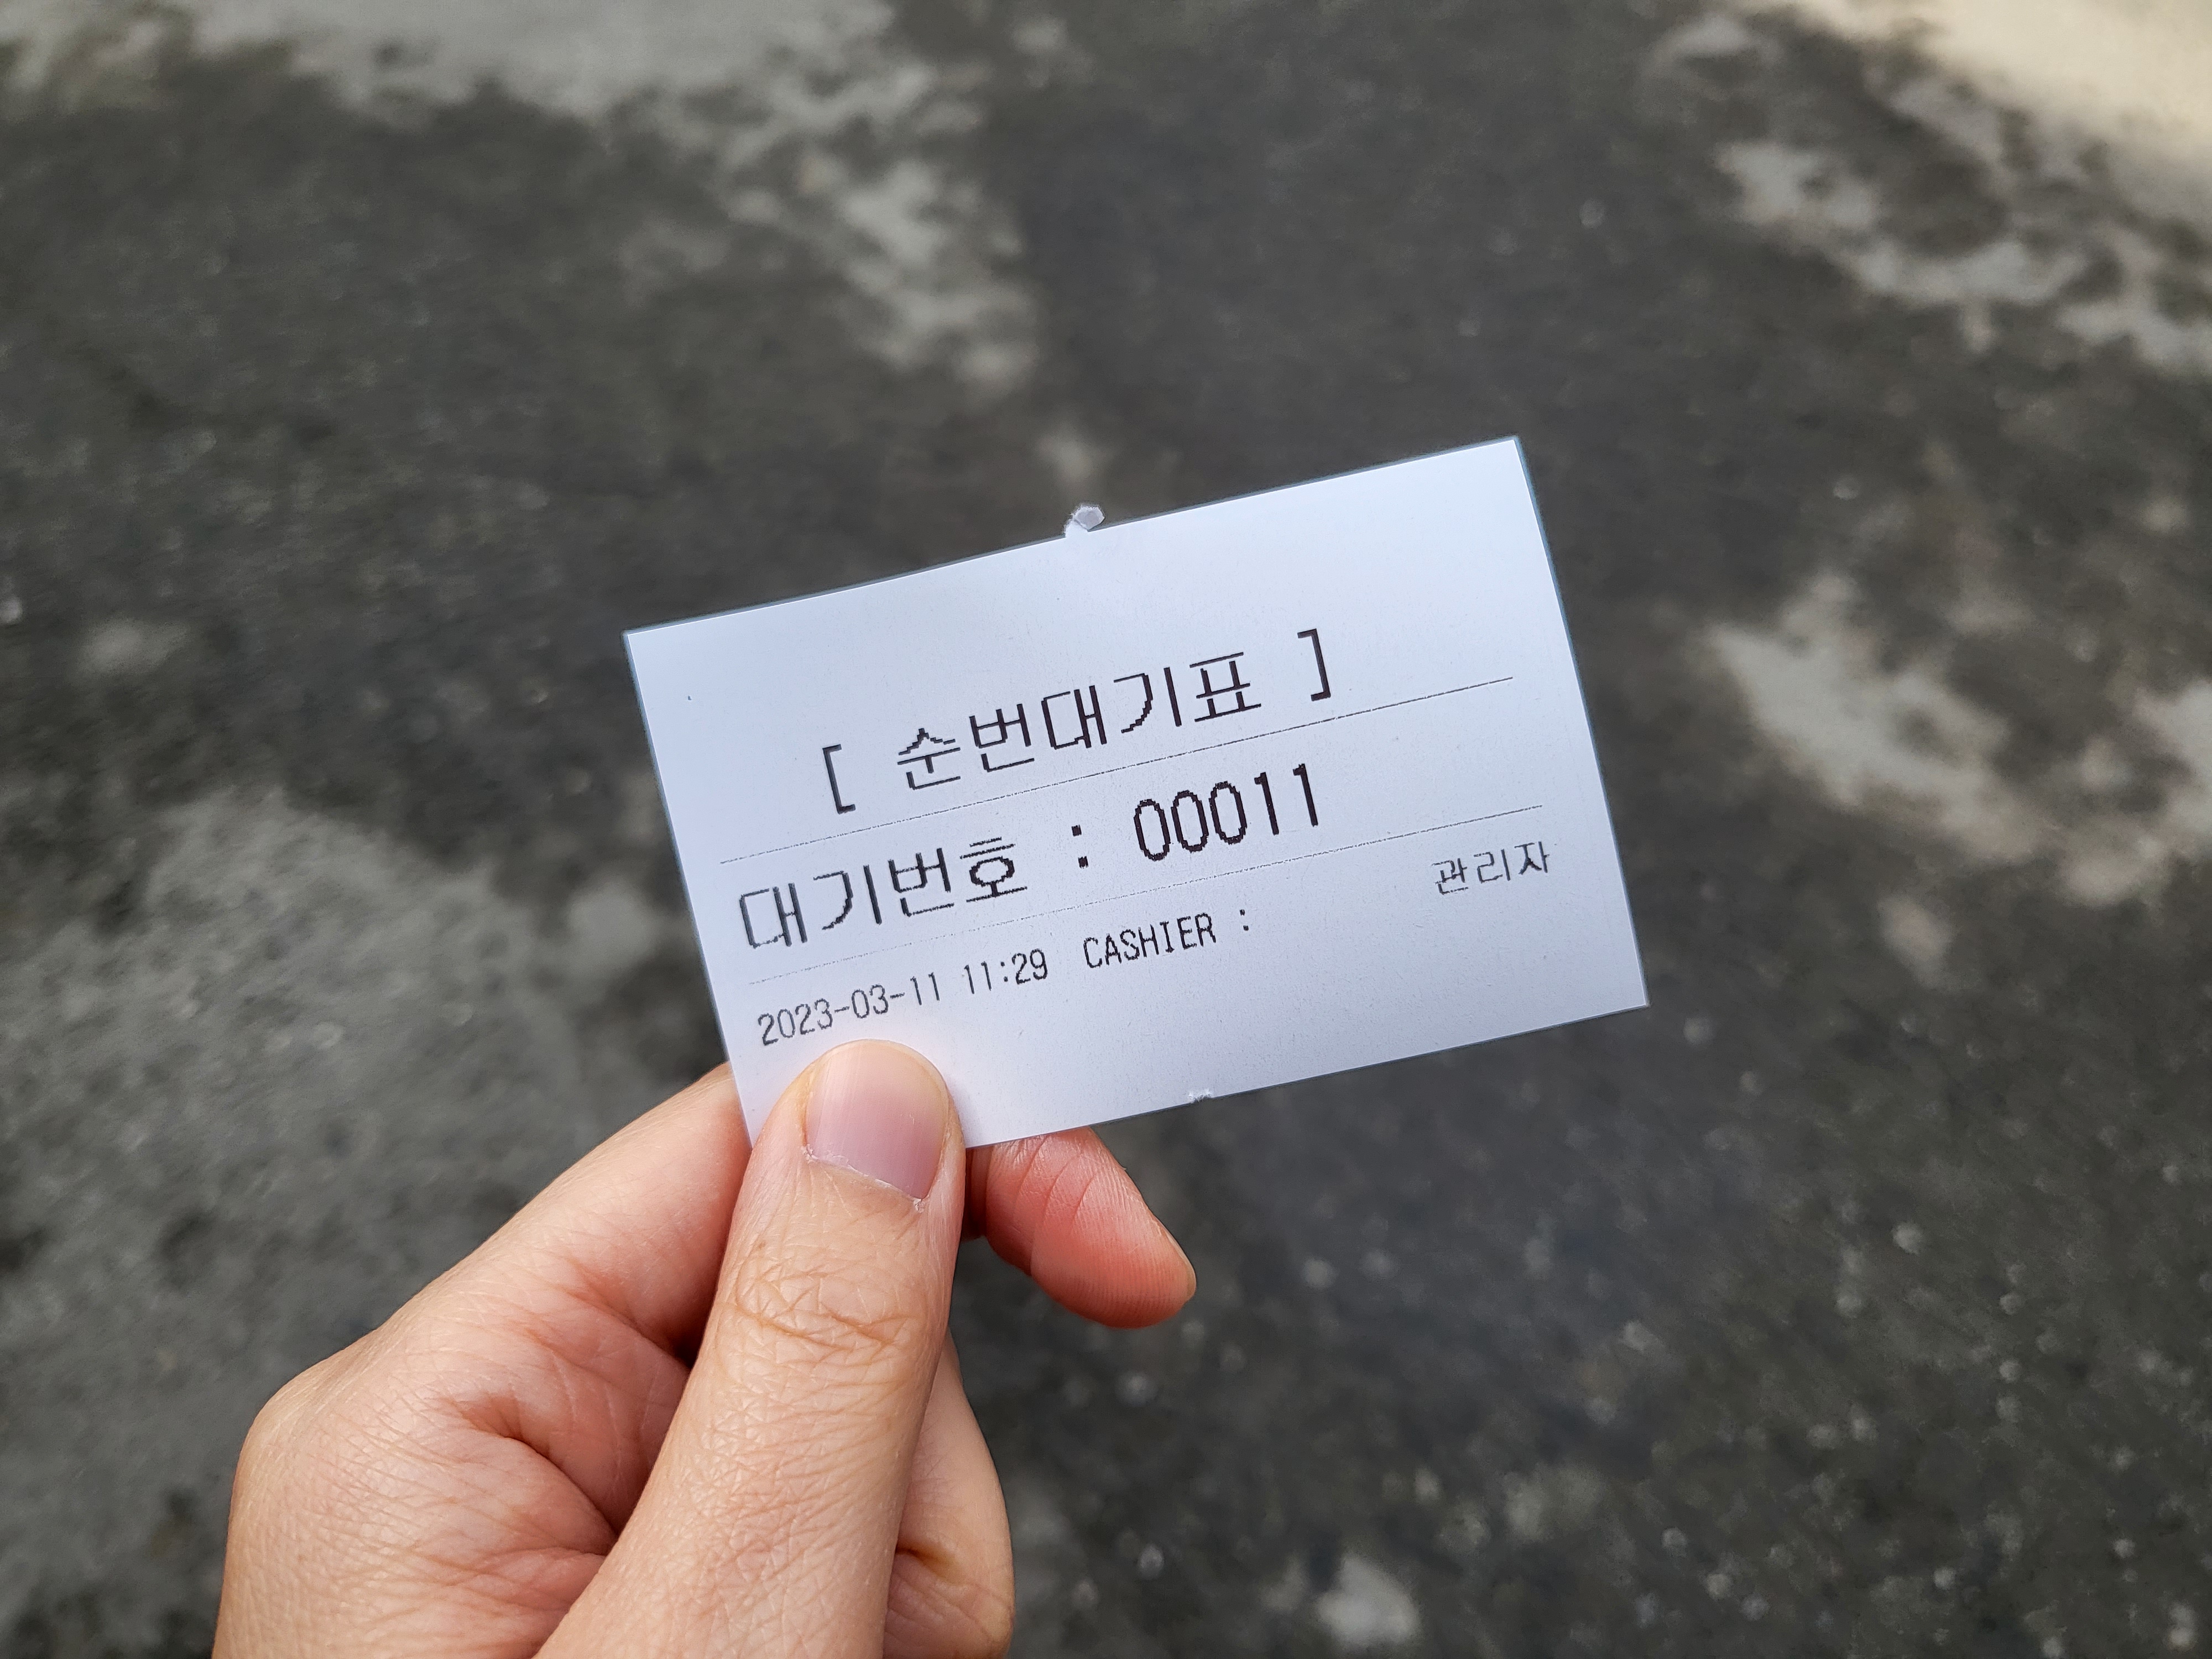 [ 순번대기표 ]
대기번호 : 00011
2023-03-11 11:29 CASHIER : 관리자